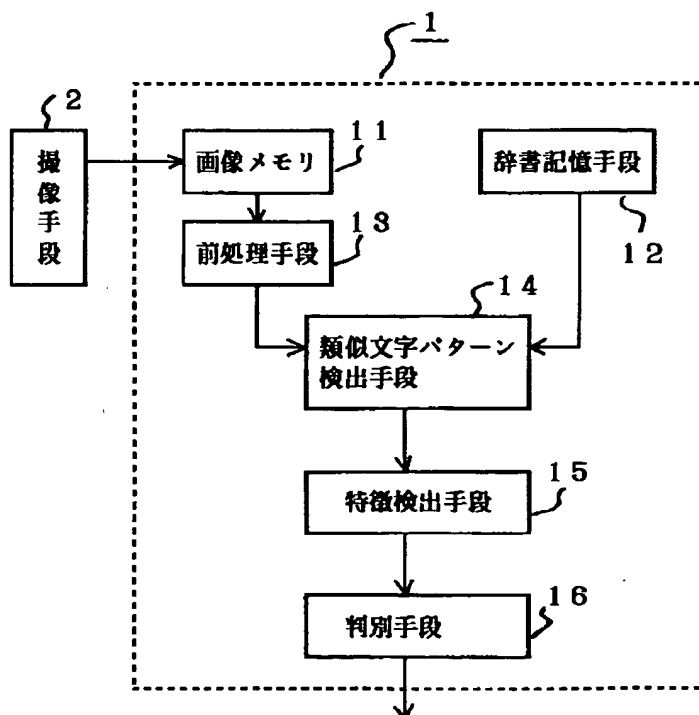 1
2
撮像手段
11
画像メモリ
辞書記憶手段
12
13
前処理手段
14
類似文字パターン
検出手段
15
特徴検出手段
16
判別手段